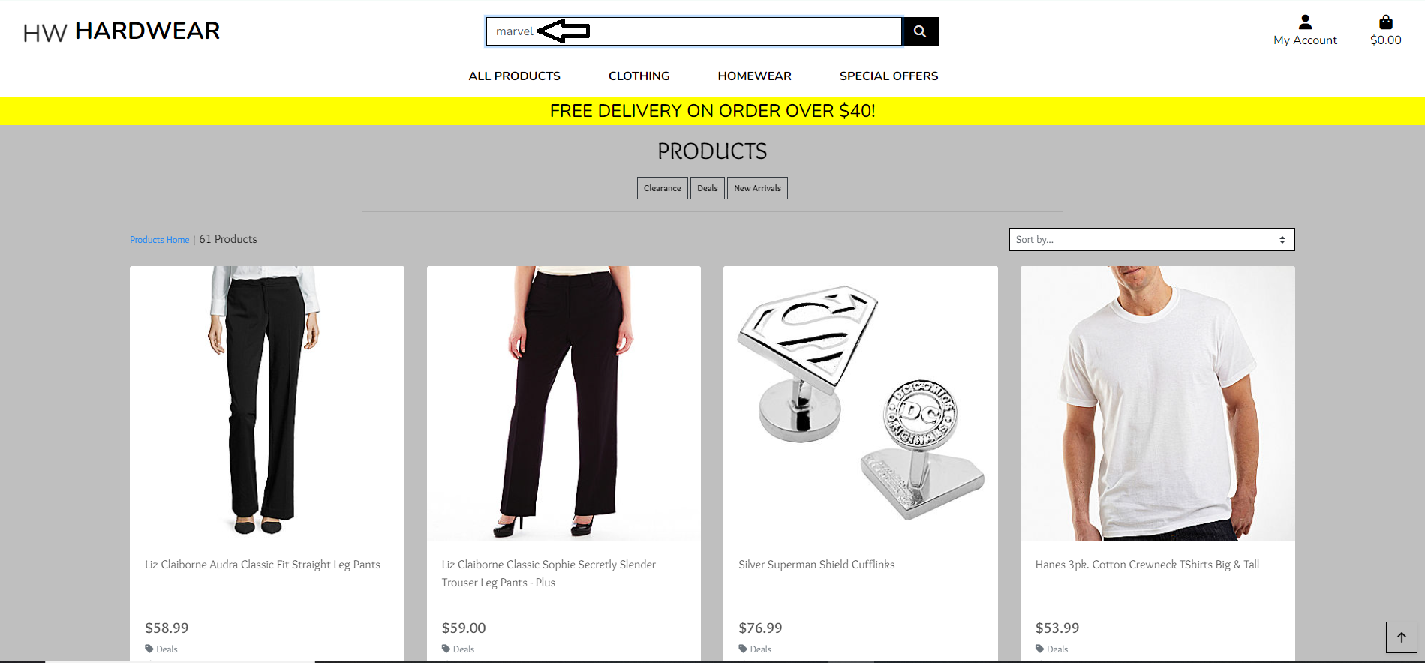 HW HARDWEAR
marvel
My Account
$0.00
ALL PRODUCTS
CLOTHING
HOMEWEAR
SPECIAL OFFERS
FREE DELIVERY ON ORDER OVER $40!
PRODUCTS
Clearance
Deals
New Arrivals
Products Home | 61 Products
Sort by...
DC
ORIGINALS
Liz Claiborne Audra Classic Fit Straight Leg Pants
$58.99
Deals
Liz Claiborne Classic Sophie Secretly Slender
Trouser Leg Pants - Plus
$59.00
Deals
Silver Superman Shield Cufflinks
$76.99
Deals
Hanes 3pk. Cotton Crewneck TShirts Big & Tall
$53.99
Deals